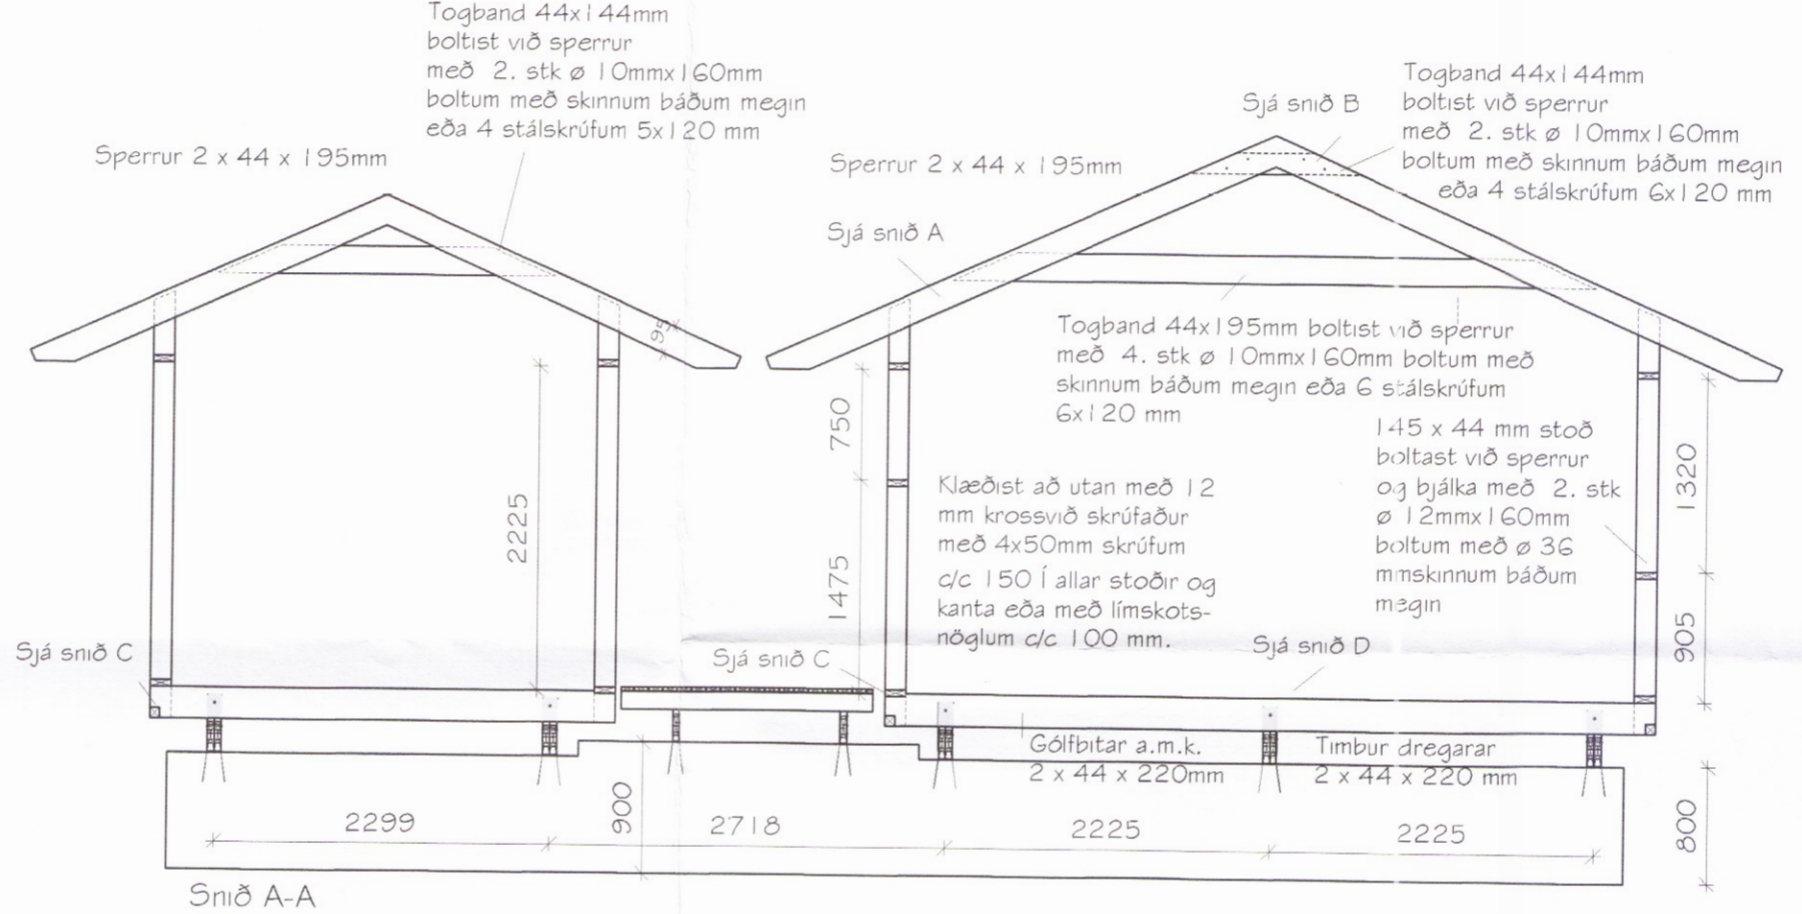 Togband 44x144mm
boltist við sperrur
með 2. stk ø 10mmx160mm
boltum með skinnum báðum megin
eða 4 stálskrúfum 5x120 mm
Sperrur 2 x 44 x 195mm
Sjá snið B
Togband 44x144mm
boltist við sperrur
með 2. stk ø 10mmx160mm
boltum með skinnum báðum megin
eða 4 stálskrúfum 6x120 mm
Sperrur 2 x 44 x 195mm
Sjá snið A
195
Togband 44x195mm boltist við sperrur
með 4. stk ø 10mmx160mm boltum með
skinnum báðum megin eða 6 stálskrúfum
6x120 mm
2225
750
1475
Klæðist að utan með 12
mm krossvið skrúfaður
með 4x50mm skrúfum
c/c 150 Í allar stoðir og
kanta eða með límskots-
nöglum c/c 100 mm.
145 x 44 mm stoð
boltast við sperrur
og bjálka með 2. stk
ø 12mmx160mm
boltum með ø 36
mmskinnum báðum
megin
1320
905
Sjá snið C
Sjá snið C
Sjá snið D
Gólfbitar a.m.k.
2 x 44 x 220mm
Timbur dregarar
2 x 44 x 220 mm
2299
900
2718
2225
2225
800
Snið A-A